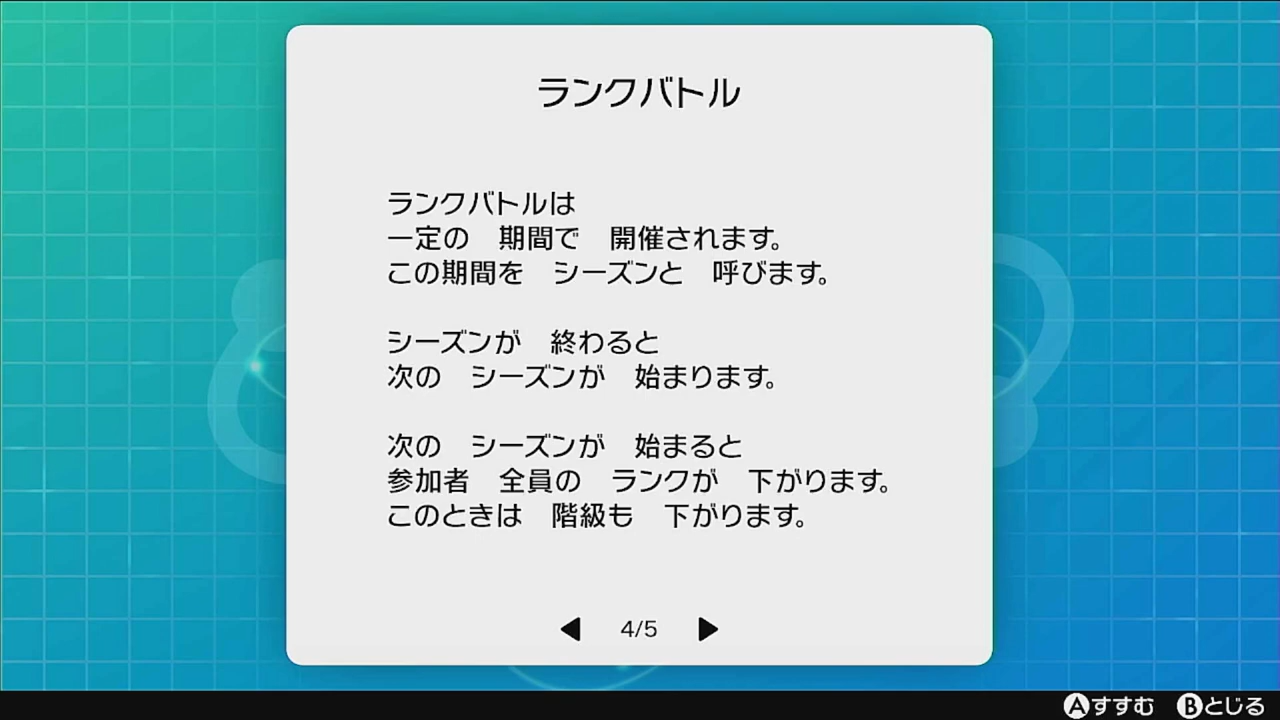 ランクバトル
ランクバトルは
一定の　期間で　開催されます。
この期間を　シーズンと　呼びます。
シーズンが　終わると
次の　シーズンが　始まります。
次の　シーズンが　始まると
参加者　全員の　ランクが　下がります。
このときは　階級も　下がります。
4/5
Ⓐすすむ　Ⓑとじる